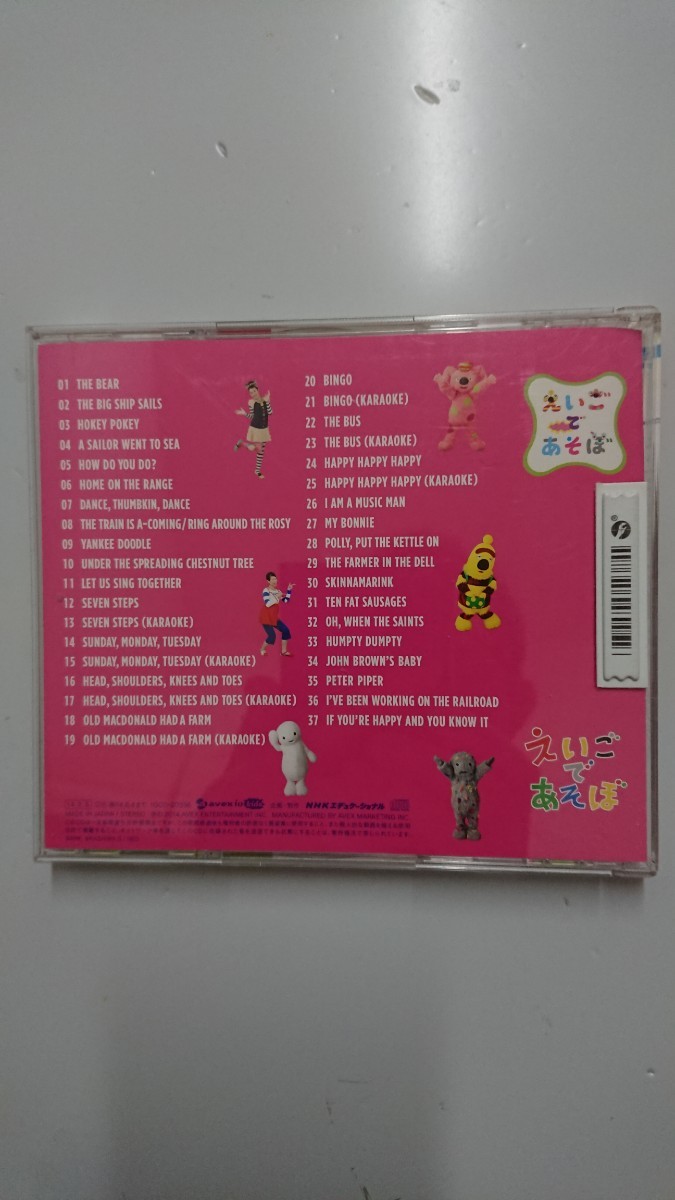 01 THE BEAR
02 THE BIG SHIP SAILS
03 HOKEY POKEY
04 A SAILOR WENT TO SEA
05 HOW DO YOU DO?
06 HOME ON THE RANGE
07 DANCE, THUMBKIN, DANCE
08 THE TRAIN IS A-COMING/RING AROUND THE ROSY
09 YANKEE DOODLE
10 UNDER THE SPREADING CHESTNUT TREE
11 LET US SING TOGETHER
12 SEVEN STEPS
13 SEVEN STEPS (KARAOKE)
14 SUNDAY, MONDAY, TUESDAY
15 SUNDAY, MONDAY, TUESDAY (KARAOKE)
16 HEAD, SHOULDERS, KNEES AND TOES
17 HEAD, SHOULDERS, KNEES AND TOES (KARAOKE)
18 OLD MACDONALD HAD A FARM
19 OLD MACDONALD HAD A FARM (KARAOKE)
20 BINGO
21 BINGO (KARAOKE)
22 THE BUS
23 THE BUS (KARAOKE)
24 HAPPY HAPPY HAPPY
25 HAPPY HAPPY HAPPY (KARAOKE)
26 I AM A MUSIC MAN
27 MY BONNIE
28 POLLY, PUT THE KETTLE ON
29 THE FARMER IN THE DELL
30 SKINNAMARINK
31 TEN FAT SAUSAGES
32 OH, WHEN THE SAINTS
33 HUMPTY DUMPTY
34 JOHN BROWN'S BABY
35 PETER PIPER
36 I'VE BEEN WORKING ON THE RAILROAD
37 IF YOU'RE HAPPY AND YOU KNOW IT
えいご
で
あそぼ
えいご
で
あそぼ
NHKエデュケーショナル
AVEX ENTERTAINMENT INC. MANUFACTURED BY AVEX MARKETING INC.